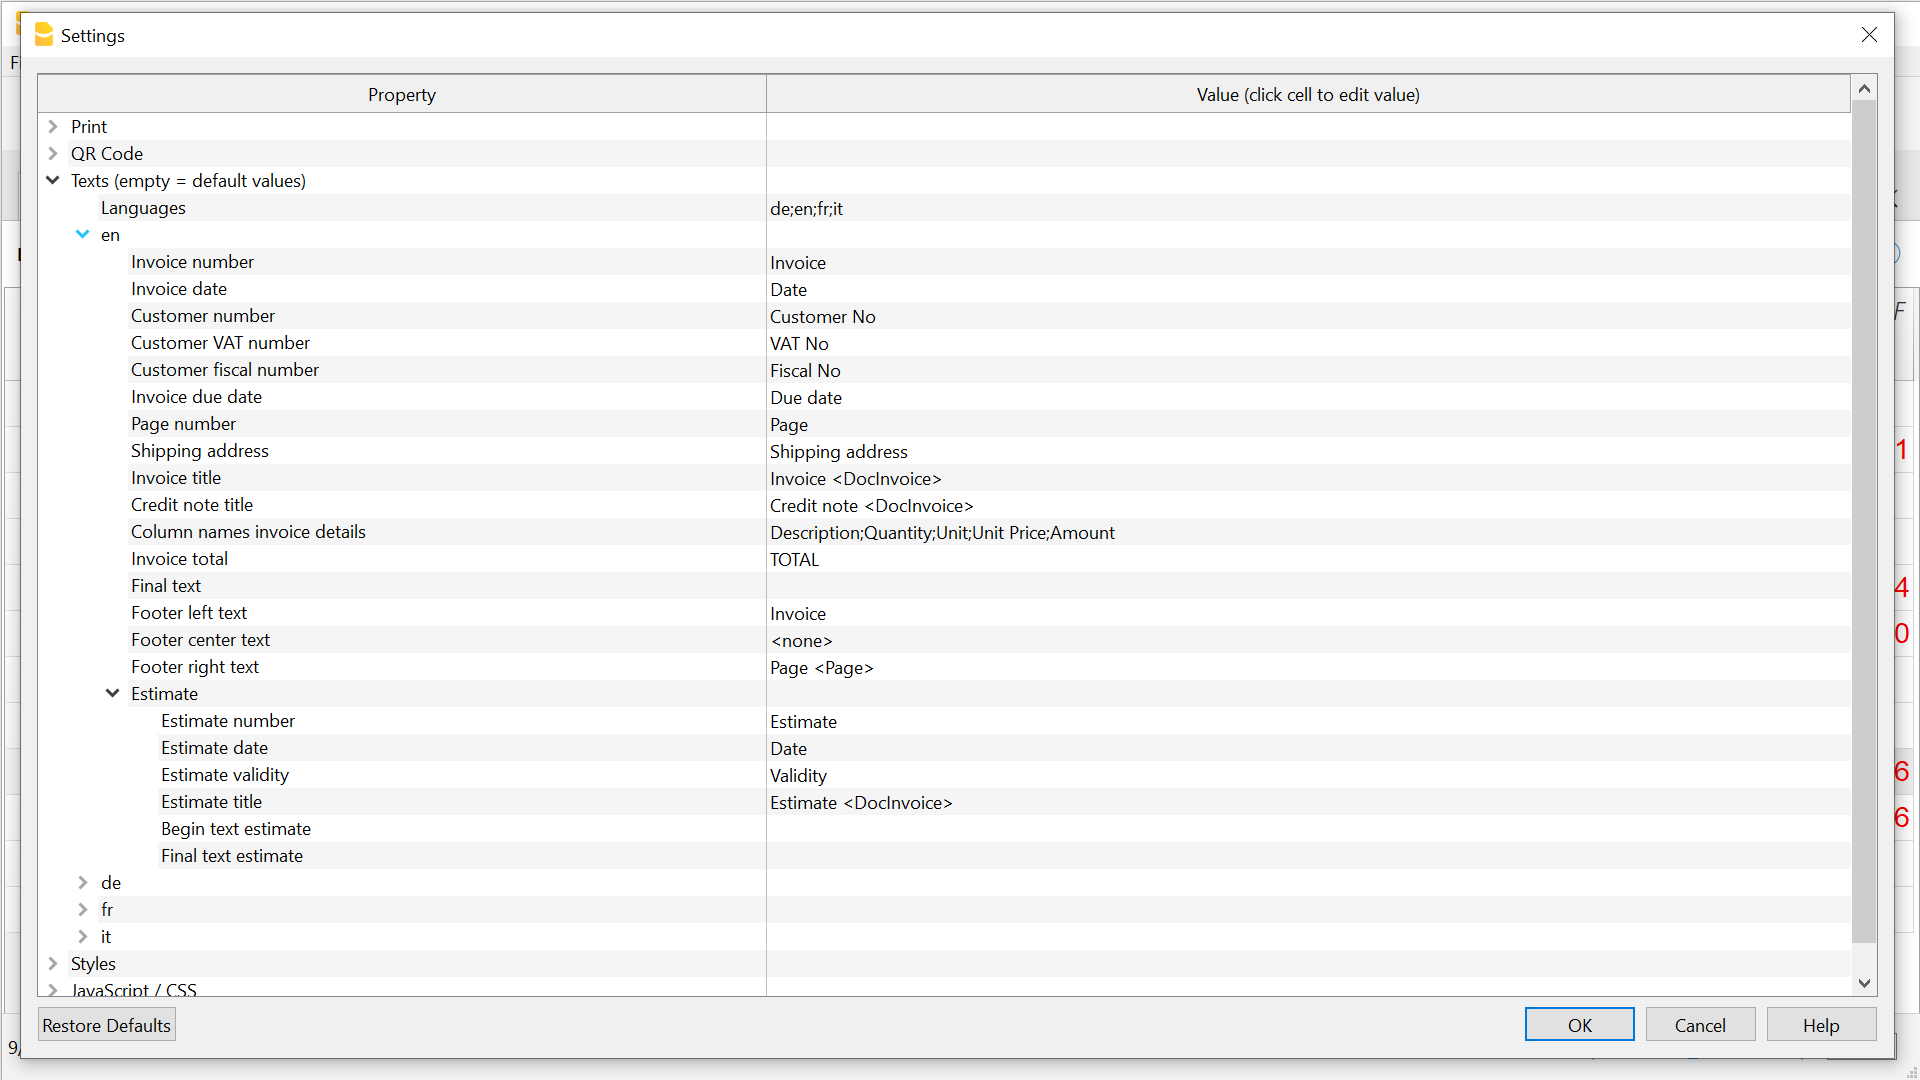 Settings
Property Value (click cell to edit value)
Print
QR Code
Texts (empty = default values)
Languages de;en;fr;it
en
Invoice number Invoice
Invoice date Date
Customer number Customer No
Customer VAT number VAT No
Customer fiscal number Fiscal No
Invoice due date Due date
Page number Page
Shipping address Shipping address
Invoice title Invoice <DocInvoice>
Credit note title Credit note <DocInvoice>
Column names invoice details Description;Quantity;Unit;Unit Price;Amount
Invoice total TOTAL
Final text
Footer left text Invoice
Footer center text <none>
Footer right text Page <Page>
Estimate
Estimate number Estimate
Estimate date Date
Estimate validity Validity
Estimate title Estimate <DocInvoice>
Begin text estimate
Final text estimate
de
fr
it
Styles
JavaScript / CSS
Restore Defaults OK Cancel Help
F
1
4
0
6
6